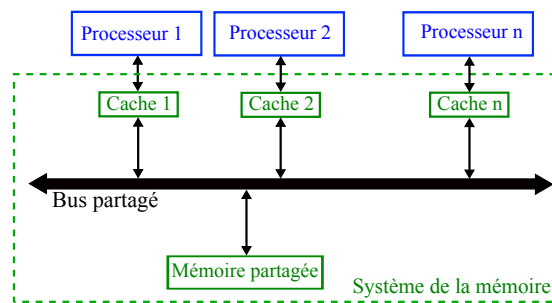 Processeur 1
Processeur 2
Processeur n
Cache 1
Cache 2
Cache n
Bus partagé
Mémoire partagée
Système de la mémoire